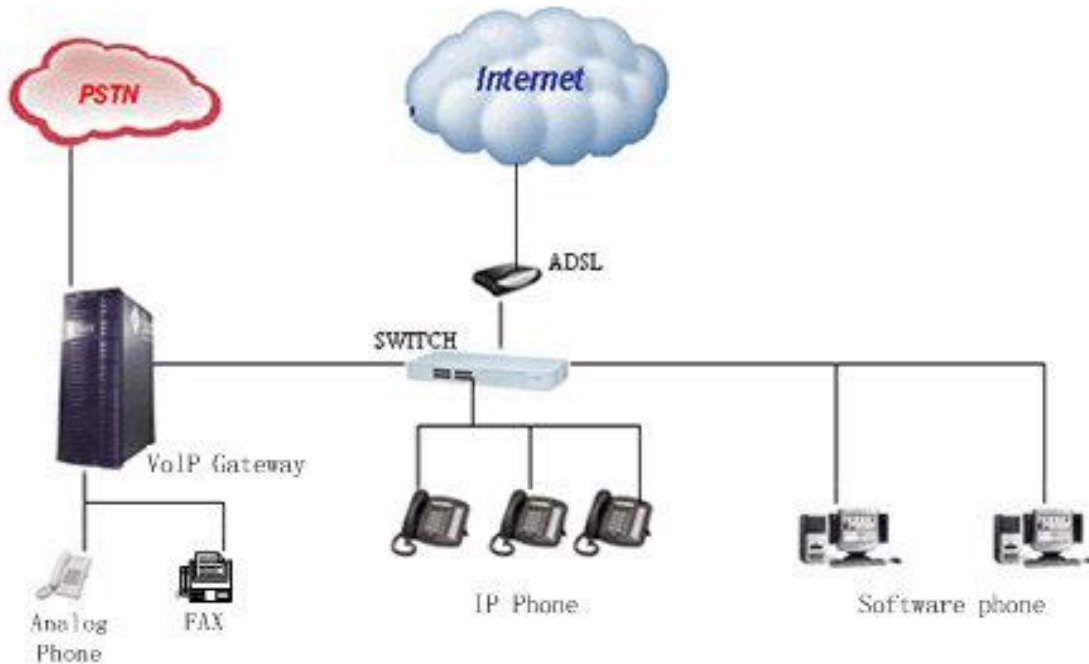 PSTN
Internet
ADSL
SWITCH
VoIP Gateway
Analog
Phone
FAX
IP Phone
Software phone